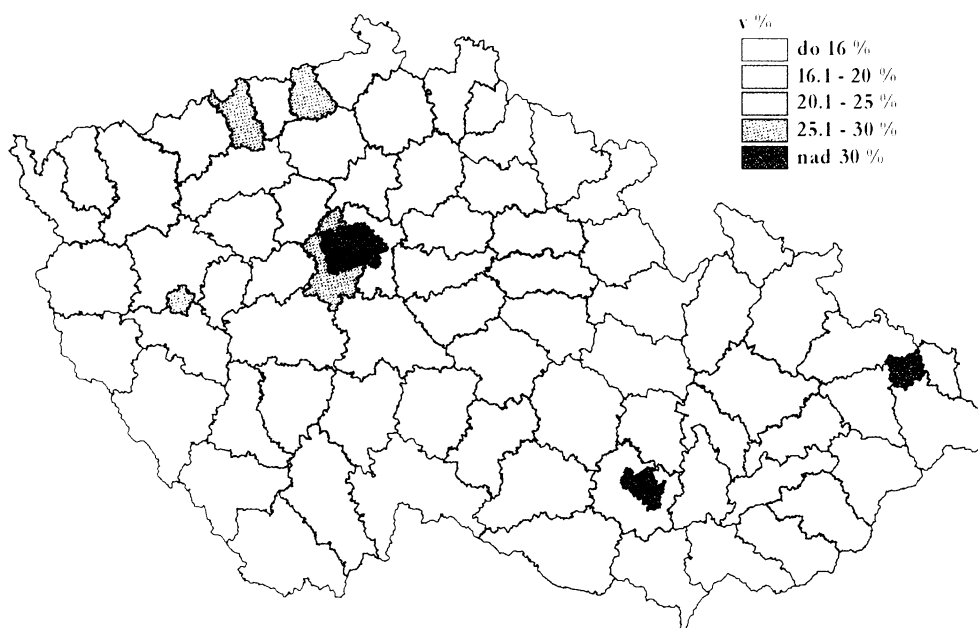 v %
do 16 %
16.1 - 20 %
20.1 - 25 %
25.1 - 30 %
nad 30 %